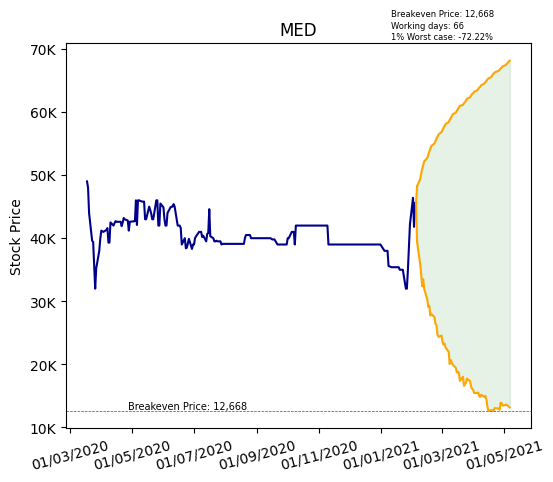 Breakeven Price: 12,668
Working days: 66
1% Worst case: -72.22%
MED
Stock Price
70K
60K
50K
40K
30K
20K
10K
Breakeven Price: 12,668
01/03/2020
01/05/2020
01/07/2020
01/09/2020
01/11/2020
01/01/2021
01/03/2021
01/05/2021